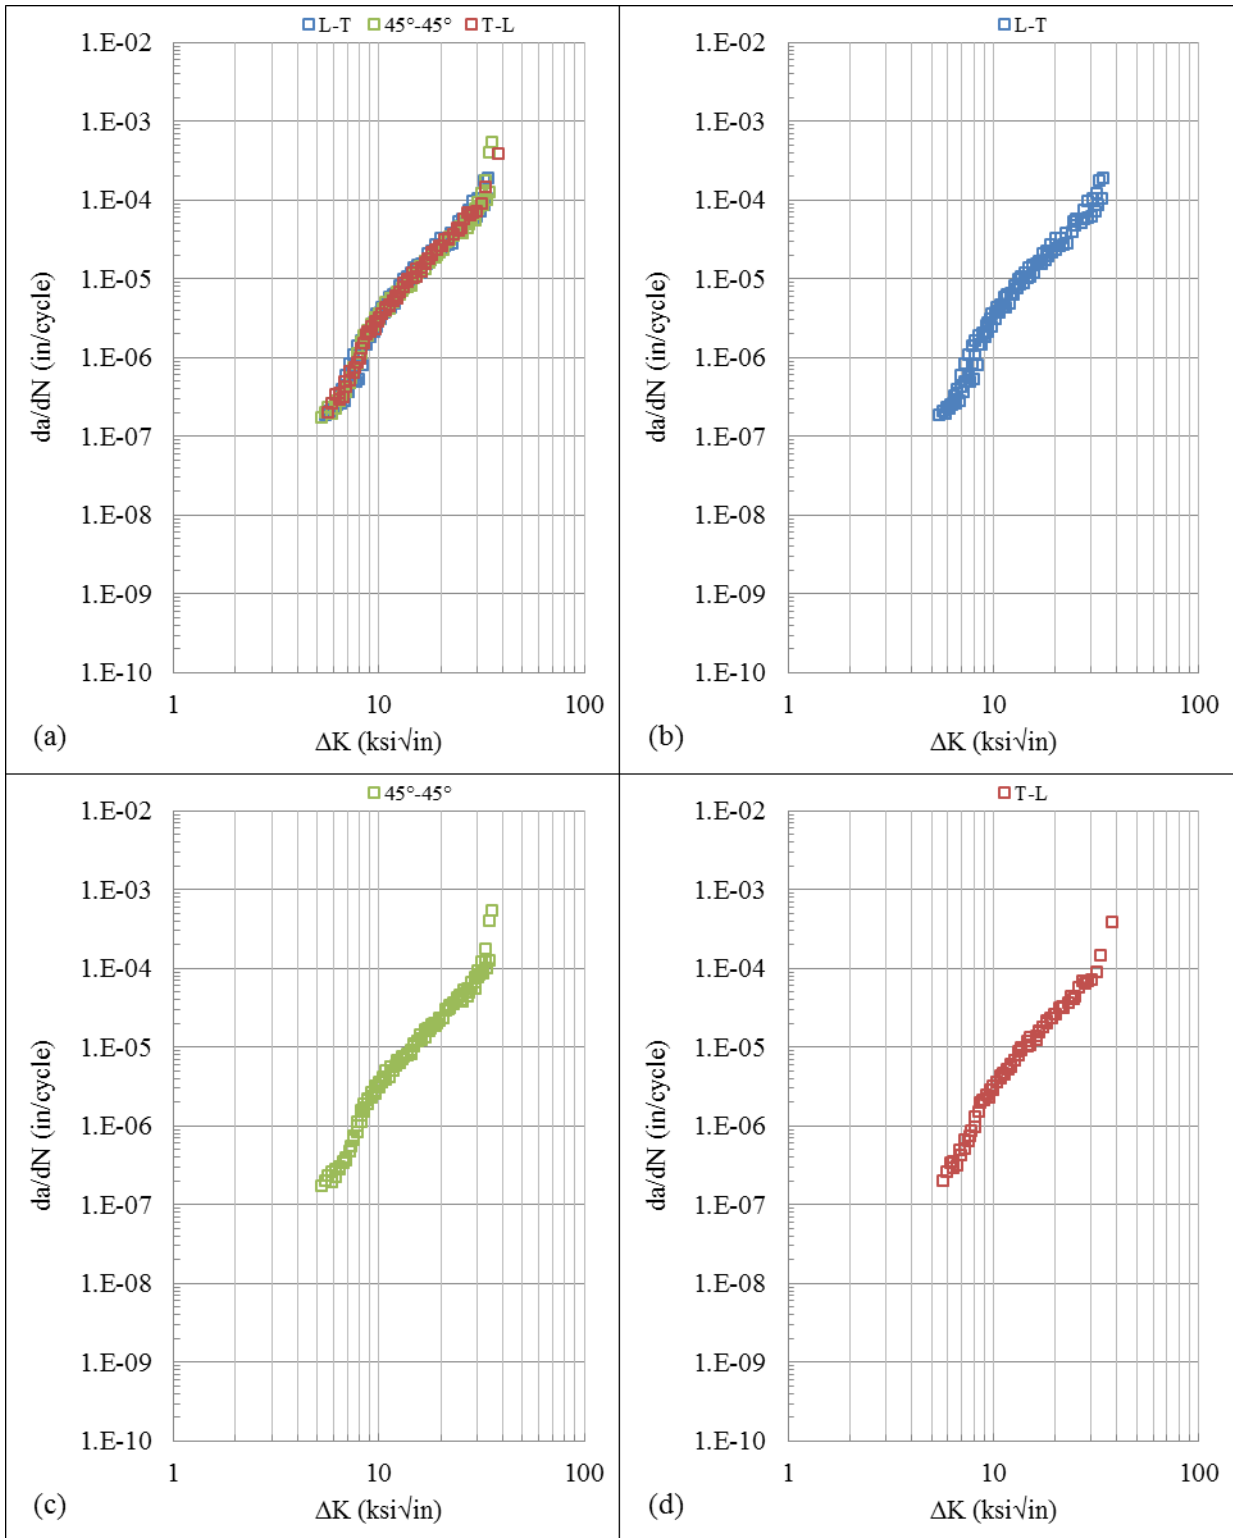 L-T 45°-45° T-L
1.E-02
1.E-03
1.E-04
1.E-05
1.E-06
1.E-07
1.E-08
1.E-09
1.E-10
da/dN (in/cycle)
1 10 100
ΔK (ksi√in)
(a)
L-T
1.E-02
1.E-03
1.E-04
1.E-05
1.E-06
1.E-07
1.E-08
1.E-09
1.E-10
da/dN (in/cycle)
1 10 100
ΔK (ksi√in)
(b)
45°-45°
1.E-02
1.E-03
1.E-04
1.E-05
1.E-06
1.E-07
1.E-08
1.E-09
1.E-10
da/dN (in/cycle)
1 10 100
ΔK (ksi√in)
(c)
T-L
1.E-02
1.E-03
1.E-04
1.E-05
1.E-06
1.E-07
1.E-08
1.E-09
1.E-10
da/dN (in/cycle)
1 10 100
ΔK (ksi√in)
(d)